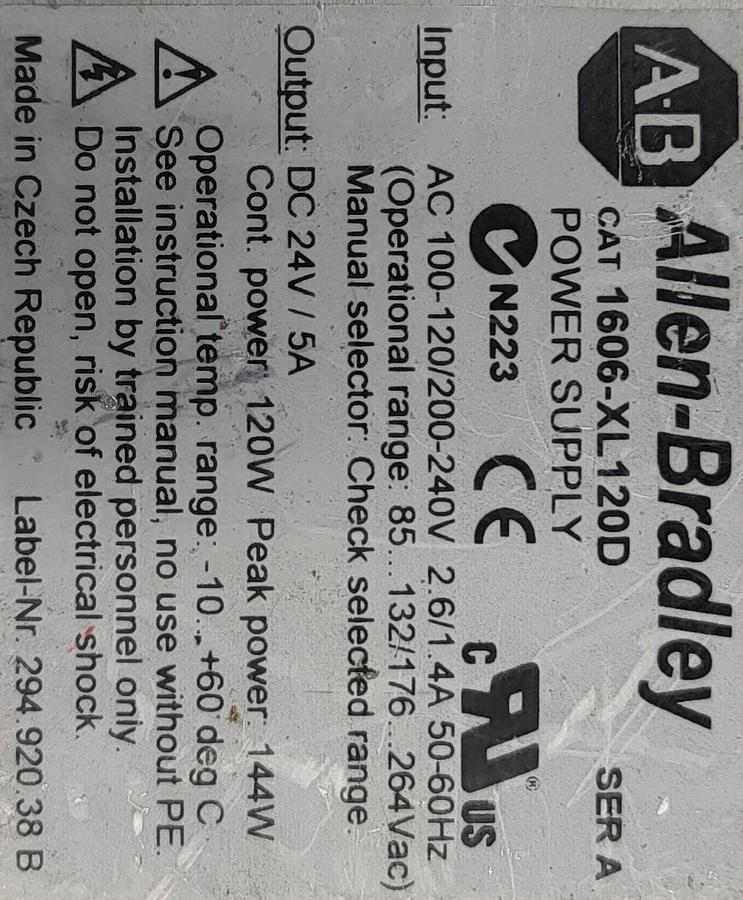 A-B Allen-Bradley
CAT 1606-XL120D SER A
POWER SUPPLY
N223 CE c RU® US
Input: AC 100-120/200-240V 2.6/1.4A 50-60Hz
(Operational range: 85...132/176...264Vac)
Manual selector: Check selected range.
Output: DC 24V / 5A
Cont. power 120W Peak power: 144W
Operational temp. range: -10...+60 deg C
See instruction manual, no use without PE.
Installation by trained personnel only.
Do not open, risk of electrical shock.
Made in Czech Republic Label-Nr. 294.920.38 B